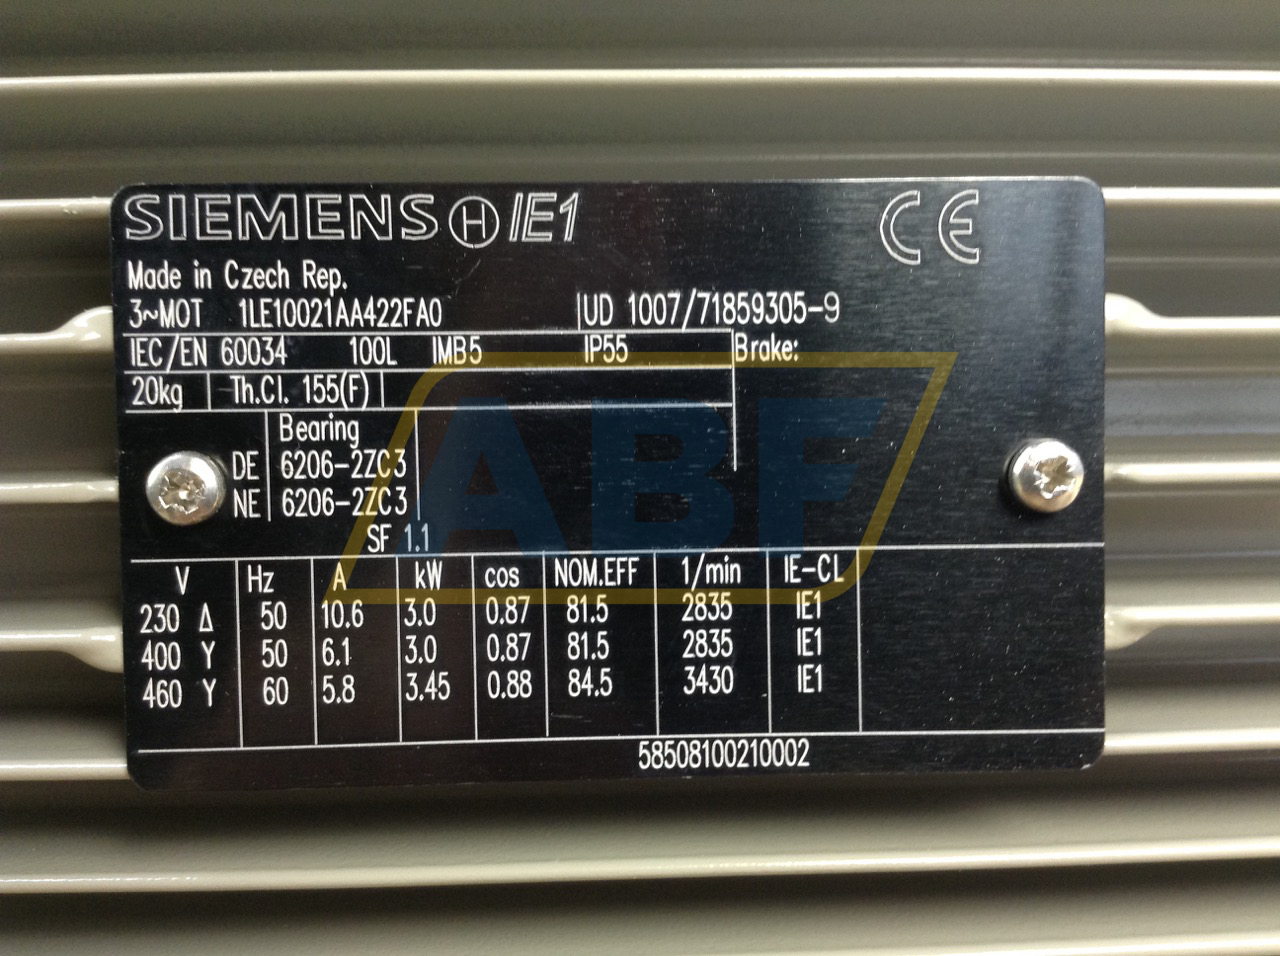 SIEMENS H IE1 CE
Made in Czech Rep.
3~MOT 1LE10021AA422FA0 UD 1007/71859305-9
IEC/EN 60034 100L IMB5 IP55 Brake:
20kg Th.Cl. 155(F)
Bearing
DE 6206-2ZC3
NE 6206-2ZC3
SF 1.1
V Hz A kW cos NOM.EFF 1/min IE-CL
230 Δ 50 10.6 3.0 0.87 81.5 2835 IE1
400 Y 50 6.1 3.0 0.87 81.5 2835 IE1
460 Y 60 5.8 3.45 0.88 84.5 3430 IE1
58508100210002
ABF